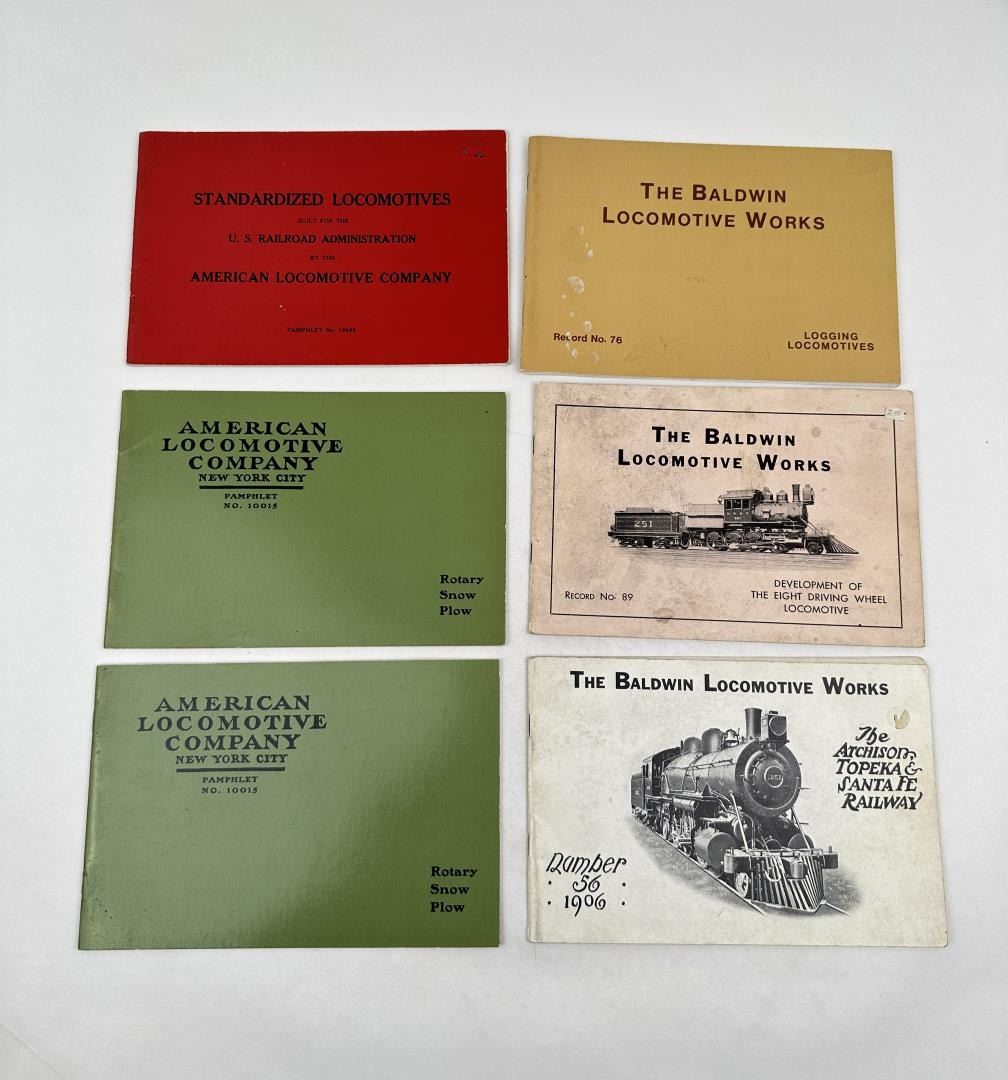 STANDARDIZED LOCOMOTIVES
BUILT FOR THE
U. S. RAILROAD ADMINISTRATION
BY THE
AMERICAN LOCOMOTIVE COMPANY
PAMPHLET No.
THE BALDWIN
LOCOMOTIVE WORKS
Record No. 76
LOGGING
LOCOMOTIVES
AMERICAN
LOCOMOTIVE
COMPANY
NEW YORK CITY
PAMPHLET
NO. 10015
Rotary
Snow
Plow
THE BALDWIN
LOCOMOTIVE WORKS
251
RECORD NO. 89
DEVELOPMENT OF
THE EIGHT DRIVING WHEEL
LOCOMOTIVE
AMERICAN
LOCOMOTIVE
COMPANY
NEW YORK CITY
PAMPHLET
NO. 10015
Rotary
Snow
Plow
THE BALDWIN LOCOMOTIVE WORKS
The
ATCHISON,
TOPEKA &
SANTA FE
RAILWAY
1251
Number
· 56 ·
· 1906 ·